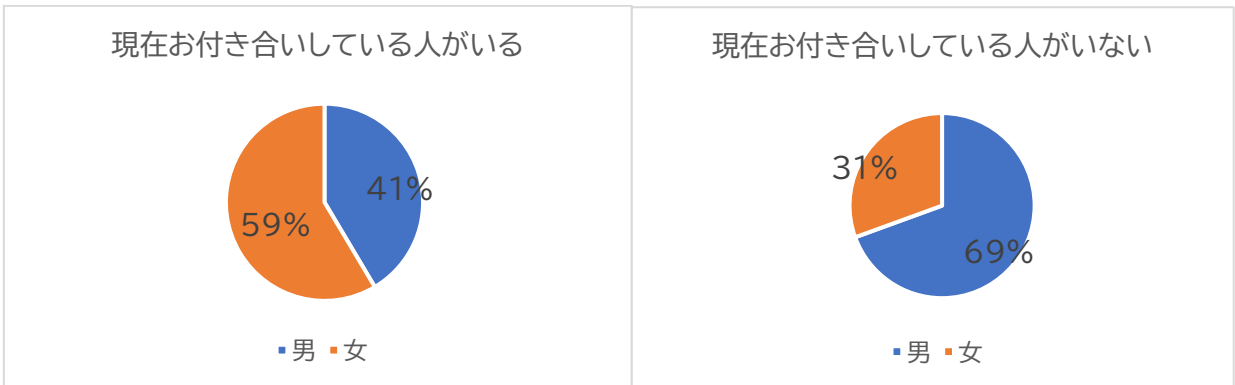 現在お付き合いしている人がいる
41%
59%
男 女
現在お付き合いしている人がいない
31%
69%
男 女